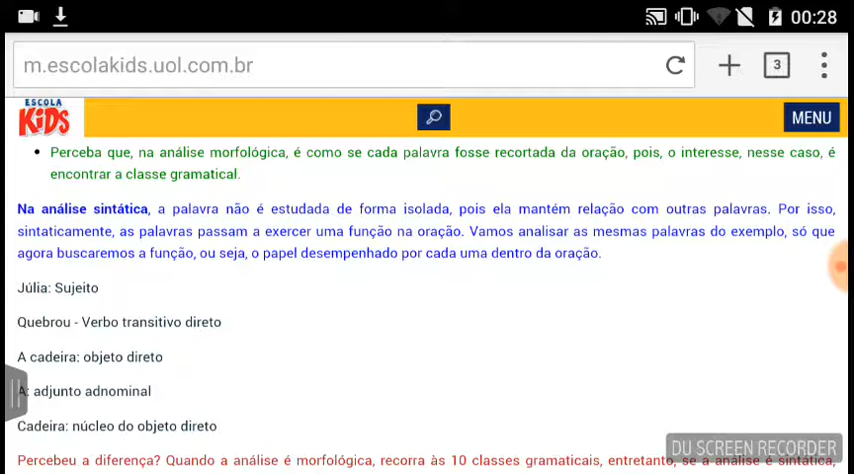 00:28
m.escolakids.uol.com.br
3
ESCOLA
KiDS
MENU
Perceba que, na análise morfológica, é como se cada palavra fosse recortada da oração, pois, o interesse, nesse caso, é
encontrar a classe gramatical.
Na análise sintática, a palavra não é estudada de forma isolada, pois ela mantém relação com outras palavras. Por isso,
sintaticamente, as palavras passam a exercer uma função na oração. Vamos analisar as mesmas palavras do exemplo, só que
agora buscaremos a função, ou seja, o papel desempenhado por cada uma dentro da oração.
Júlia: Sujeito
Quebrou - Verbo transitivo direto
A cadeira: objeto direto
A: adjunto adnominal
Cadeira: núcleo do objeto direto
DU SCREEN RECORDER
Percebeu a diferença? Quando a análise é morfológica, recorra às 10 classes gramaticais, entretanto, se a análise é sintática,